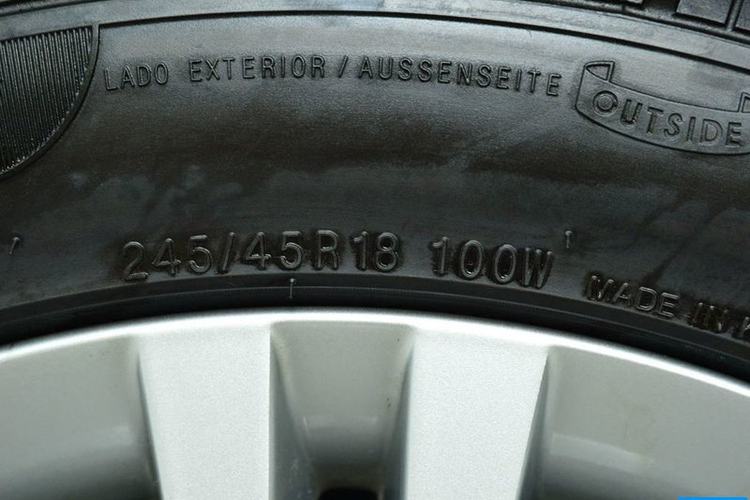 LADO EXTERIOR / AUSSENSEITE
OUTSIDE
245/45R18 100W
MADE IN